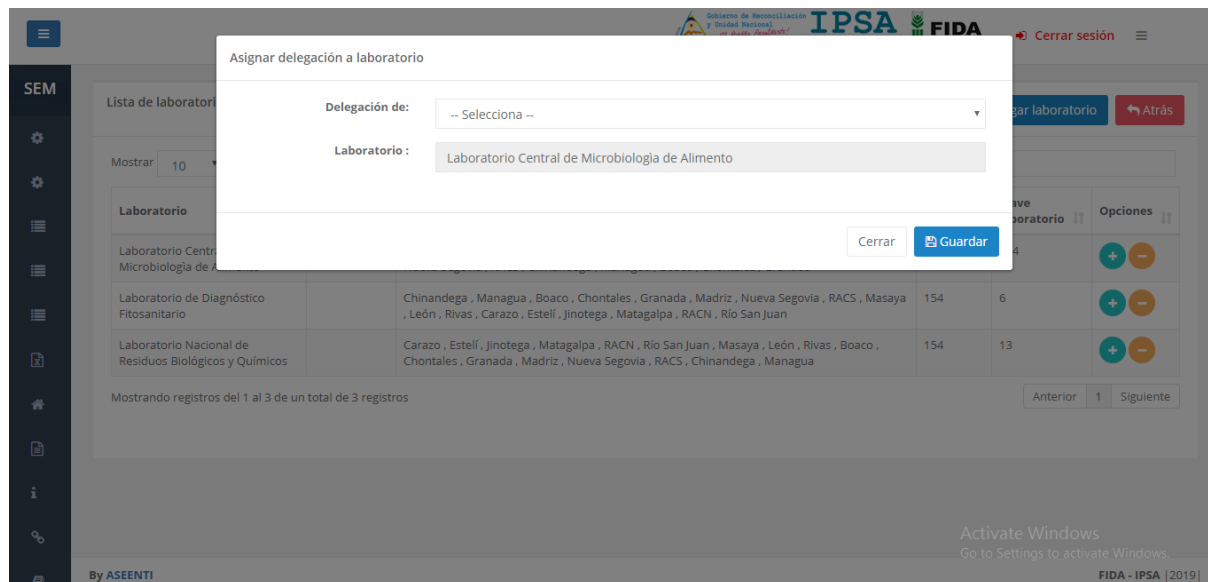 Gobierno de Reconciliación
y Unidad Nacional
IPSA
FIDA
Cerrar sesión
Asignar delegación a laboratorio
SEM
Lista de laboratori
gar laboratorio
Atrás
Delegación de:
-- Selecciona --
Laboratorio :
Laboratorio Central de Microbiologìa de Alimento
Mostrar 10
Laboratorio
ave
boratorio
Opciones
Cerrar
Guardar
Laboratorio Centr
Microbiologìa de A
4
Laboratorio de Diagnóstico
Fitosanitario
Chinandega , Managua , Boaco , Chontales , Granada , Madriz , Nueva Segovia , RACS , Masaya
, León , Rivas , Carazo , Estelí , Jinotega , Matagalpa , RACN , Río San Juan
154
6
Laboratorio Nacional de
Residuos Biológicos y Químicos
Carazo , Estelí , Jinotega , Matagalpa , RACN , Río San Juan , Masaya , León , Rivas , Boaco ,
Chontales , Granada , Madriz , Nueva Segovia , RACS , Chinandega , Managua
154
13
Mostrando registros del 1 al 3 de un total de 3 registros
Anterior 1 Siguiente
Activate Windows
Go to Settings to activate Windows.
By ASEENTI
FIDA - IPSA |2019|